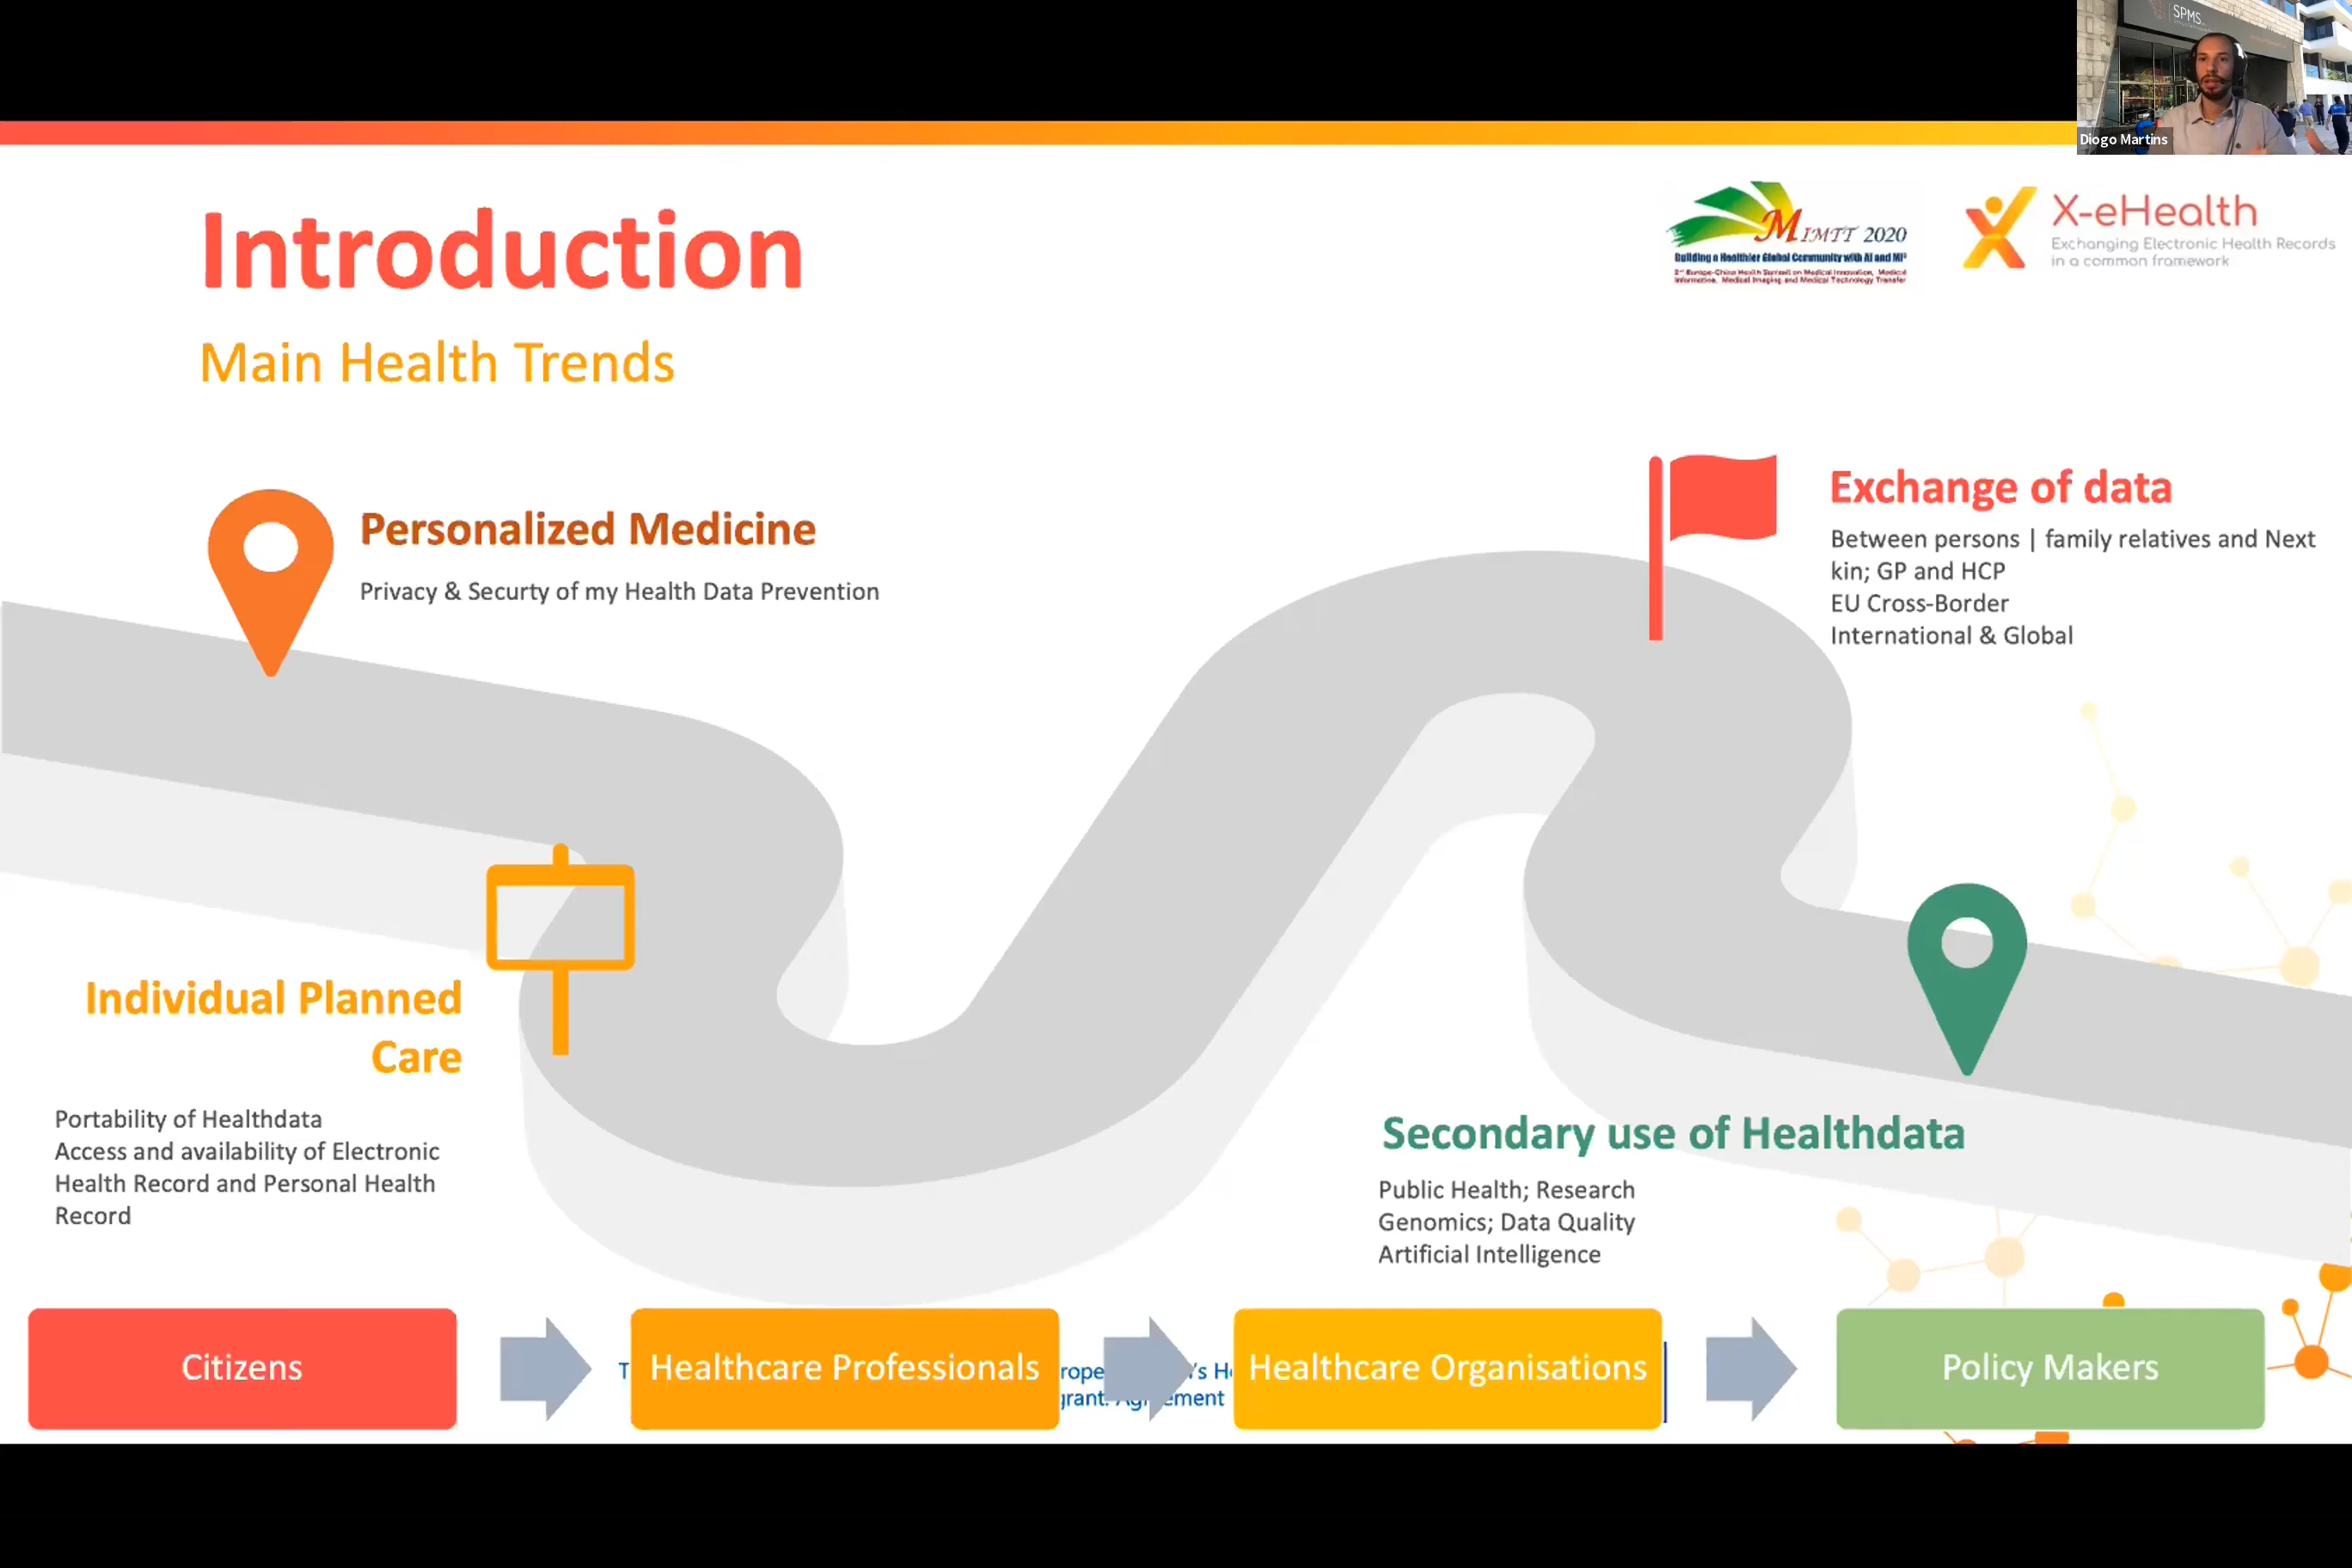 SPMS
Diogo Martins
Introduction
Main Health Trends
MIMIT 2020
Building a Healthier Global Community with AI and MI³
2nd Europe-China Health Summit on Medical Innovation, Medical
Information, Medical Imaging and Medical Technology Transfer
X-eHealth
Exchanging Electronic Health Records
in a common framework
Personalized Medicine
Privacy & Securty of my Health Data Prevention
Exchange of data
Between persons | family relatives and Next
kin; GP and HCP
EU Cross-Border
International & Global
Individual Planned
Care
Portability of Healthdata
Access and availability of Electronic
Health Record and Personal Health
Record
Secondary use of Healthdata
Public Health; Research
Genomics; Data Quality
Artificial Intelligence
Citizens
Healthcare Professionals
Healthcare Organisations
Policy Makers